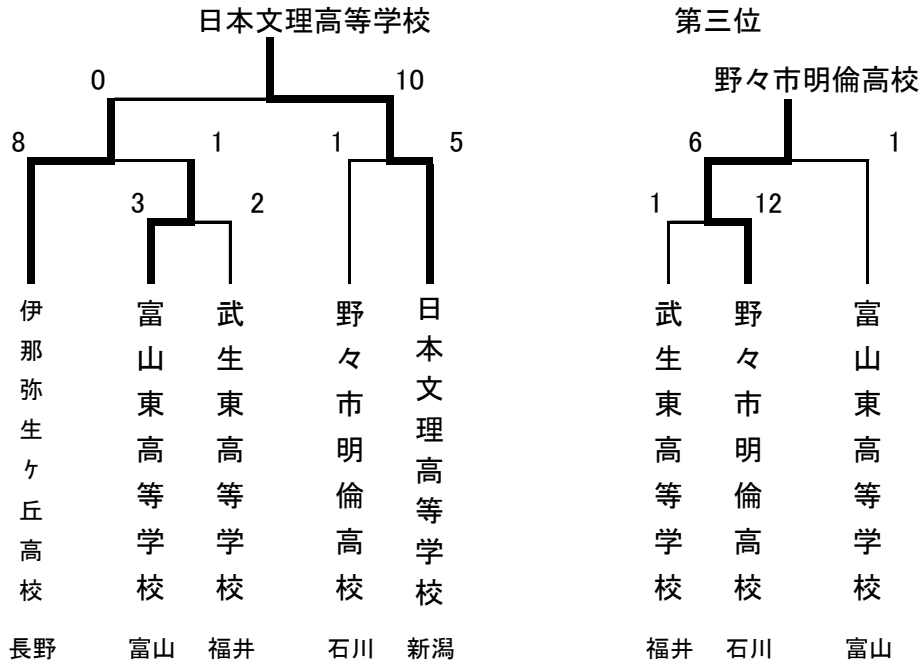 日本文理高等学校
第三位
野々市明倫高校
0
10
8
1
1
5
6
1
3
2
1
12
伊那弥生ヶ丘高校
富山東高等学校
武生東高等学校
野々市明倫高校
日本文理高等学校
武生東高等学校
野々市明倫高校
富山東高等学校
長野
富山
福井
石川
新潟
福井
石川
富山